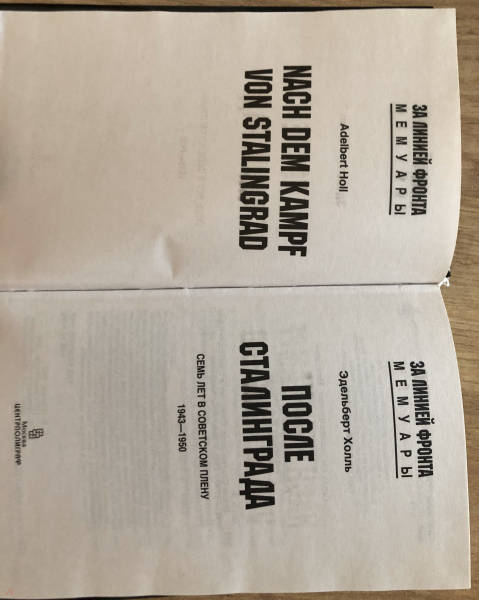 ЗА ЛИНИЕЙ ФРОНТА
МЕМУАРЫ
Adelbert Holl
NACH DEM KAMPF
VON STALINGRAD
ЗА ЛИНИЕЙ ФРОНТА
МЕМУАРЫ
Эдельберт Холль
ПОСЛЕ
СТАЛИНГРАДА
СЕМЬ ЛЕТ В СОВЕТСКОМ ПЛЕНУ
1943—1950
Москва
ЦЕНТРПОЛИГРАФ